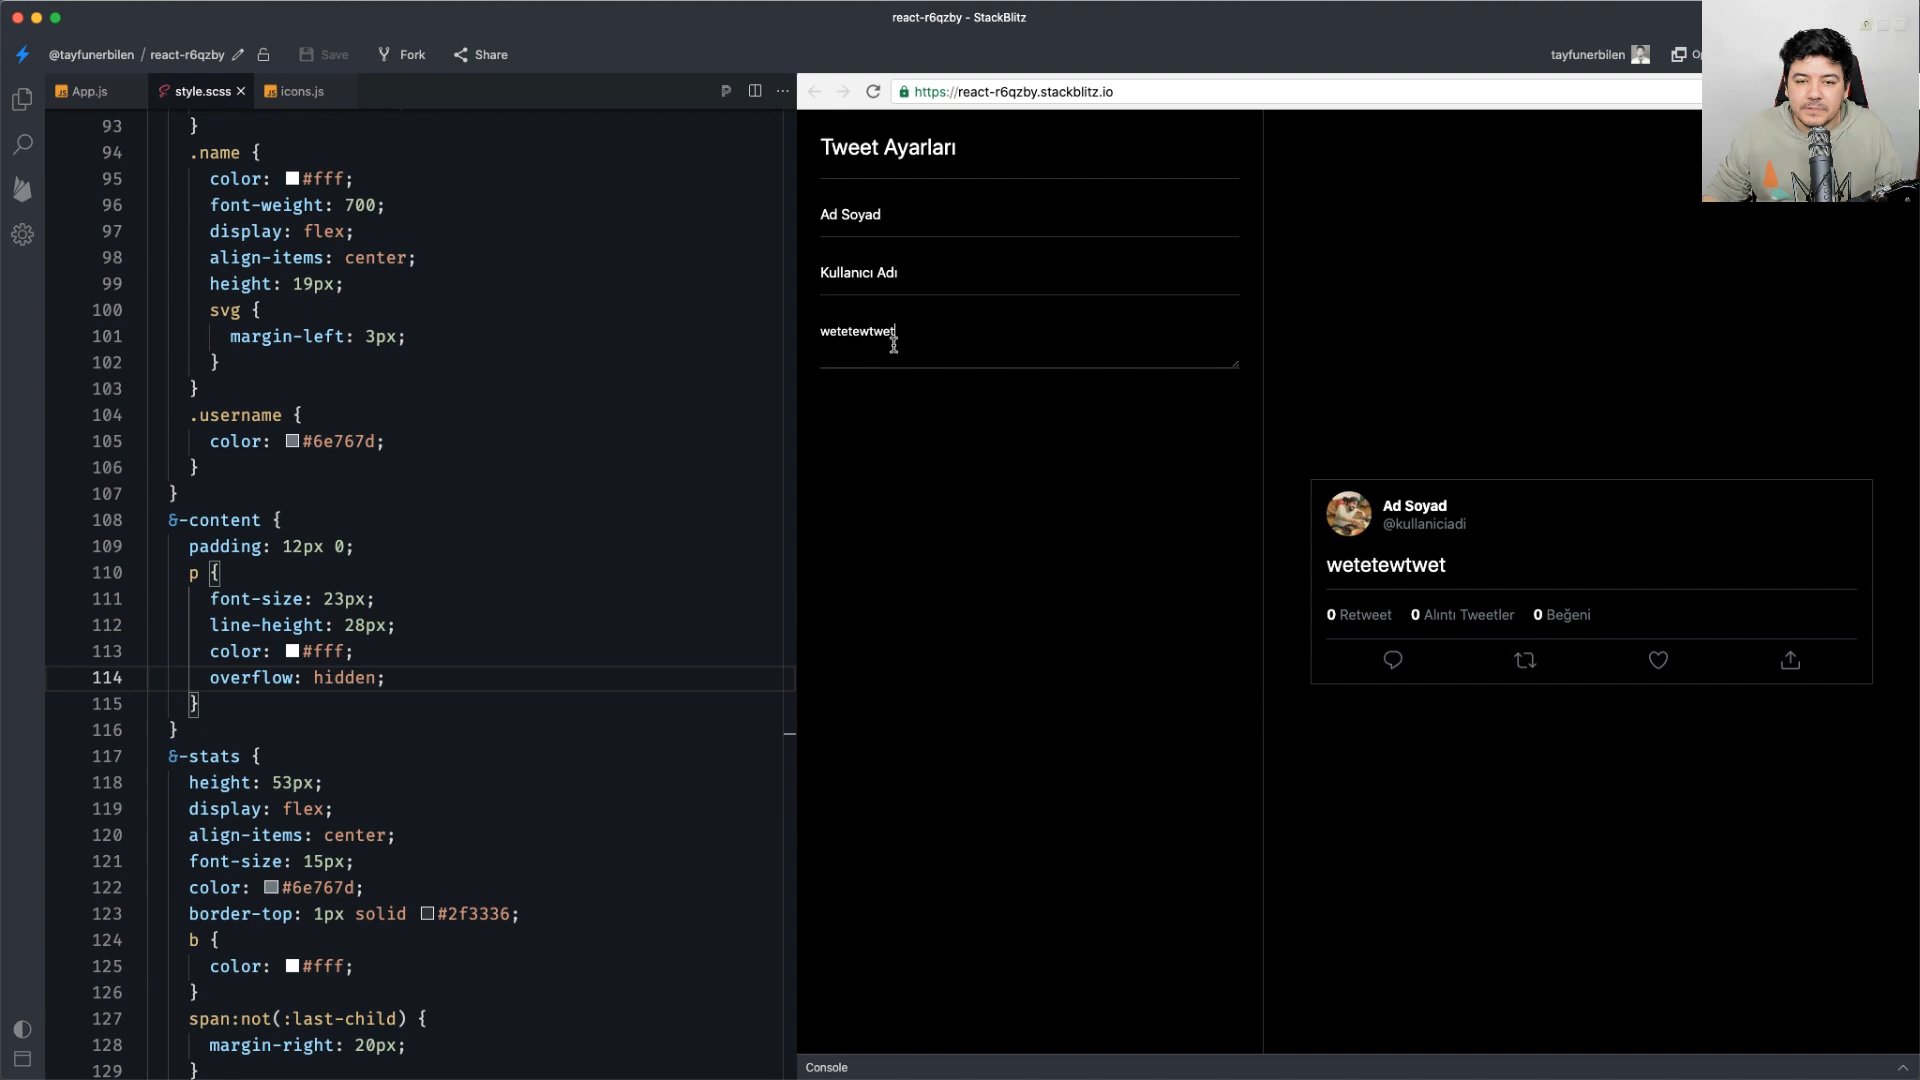 react-r6qzby - StackBlitz
@tayfunerbilen / react-r6qzby Save Fork Share tayfunerbilen
App.js style.scss icons.js
https://react-r6qzby.stackblitz.io
93 }
94 .name {
95 color: #fff;
96 font-weight: 700;
97 display: flex;
98 align-items: center;
99 height: 19px;
100 svg {
101 margin-left: 3px;
102 }
103 }
104 .username {
105 color: #6e767d;
106 }
107 }
108 &-content {
109 padding: 12px 0;
110 p {
111 font-size: 23px;
112 line-height: 28px;
113 color: #fff;
114 overflow: hidden;
115 }
116 }
117 &-stats {
118 height: 53px;
119 display: flex;
120 align-items: center;
121 font-size: 15px;
122 color: #6e767d;
123 border-top: 1px solid #2f3336;
124 b {
125 color: #fff;
126 }
127 span:not(:last-child) {
128 margin-right: 20px;
129 }
Tweet Ayarları
Ad Soyad
Kullanıcı Adı
wetetewtwet
Ad Soyad
@kullaniciadi
wetetewtwet
0 Retweet 0 Alıntı Tweetler 0 Beğeni
Console